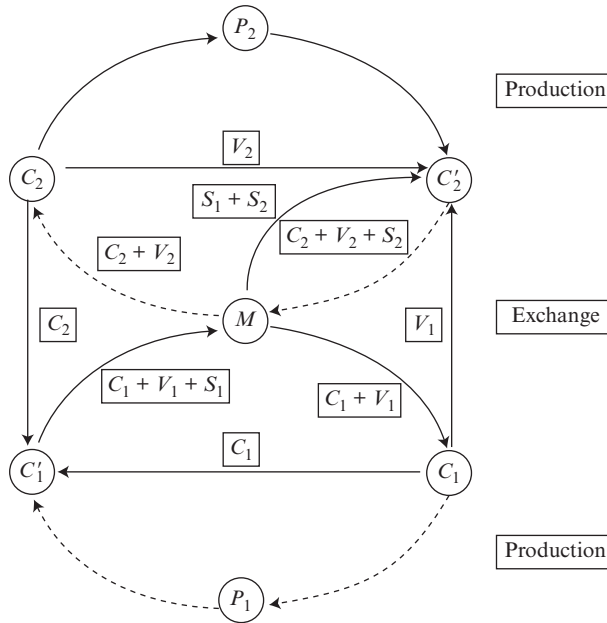 P₂
Production
V₂
C₂
C′₂
S₁ + S₂
C₂ + V₂
C₂ + V₂ + S₂
C₂
M
V₁
Exchange
C₁ + V₁ + S₁
C₁ + V₁
C₁
C′₁
C₁
Production
P₁